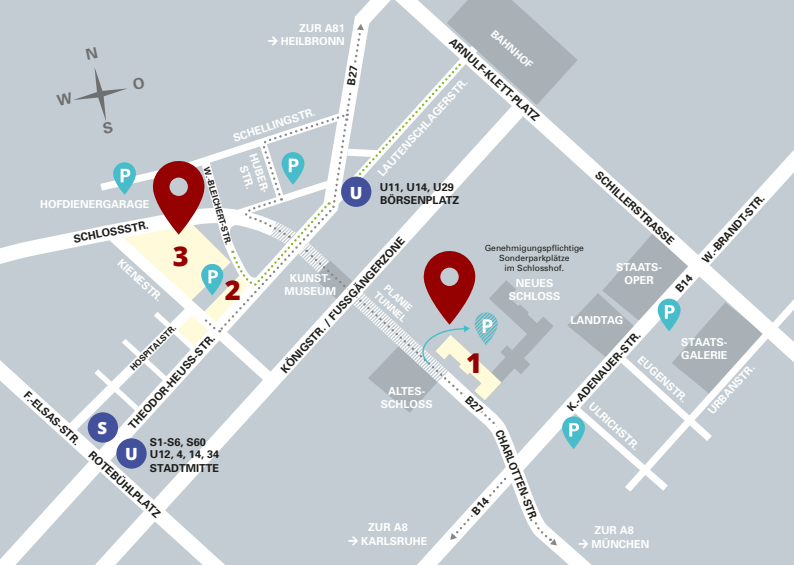 ZUR A81
→ HEILBRONN
B27
BAHNHOF
ARNULF-KLETT-PLATZ
N
W
O
S
SCHELLINGSTR.
LAUTENSCHLAGERSTR.
HUBER-
STR.
P
P
W.-BLEICHERT-STR.
HOFDIENERGARAGE
U
U11, U14, U29
BÖRSENPLATZ
SCHILLERSTRASSE
W.-BRANDT-STR.
SCHLOSSSTR.
3
KIENESTR.
P
2
KUNST-
MUSEUM
KÖNIGSTR. / FUSSGÄNGERZONE
PLANIE
TUNNEL
Genehmigungspflichtige
Sonderparkplätze
im Schlosshof.
NEUES
SCHLOSS
STAATS-
OPER
B14
P
LANDTAG
P
STAATS-
GALERIE
HOSPITALSTR.
THEODOR-HEUSS-STR.
1
ALTES-
SCHLOSS
K.-ADENAUER-STR.
EUGENSTR.
URBANSTR.
ULRICHSTR.
P
B27
CHARLOTTEN-STR.
F.-ELSAS-STR.
S
U
S1-S6, S60
U12, 4, 14, 34
STADTMITTE
ROTEBÜHLPLATZ
B14
ZUR A8
→ KARLSRUHE
ZUR A8
→ MÜNCHEN